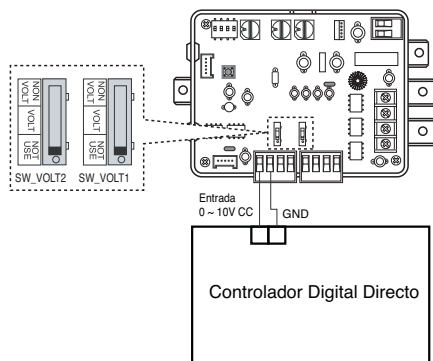 NON VOLT
VOLT
NOT USE
NON VOLT
VOLT
NOT USE
SW_VOLT2
SW_VOLT1
Entrada
0 ~ 10V CC
GND
Controlador Digital Directo